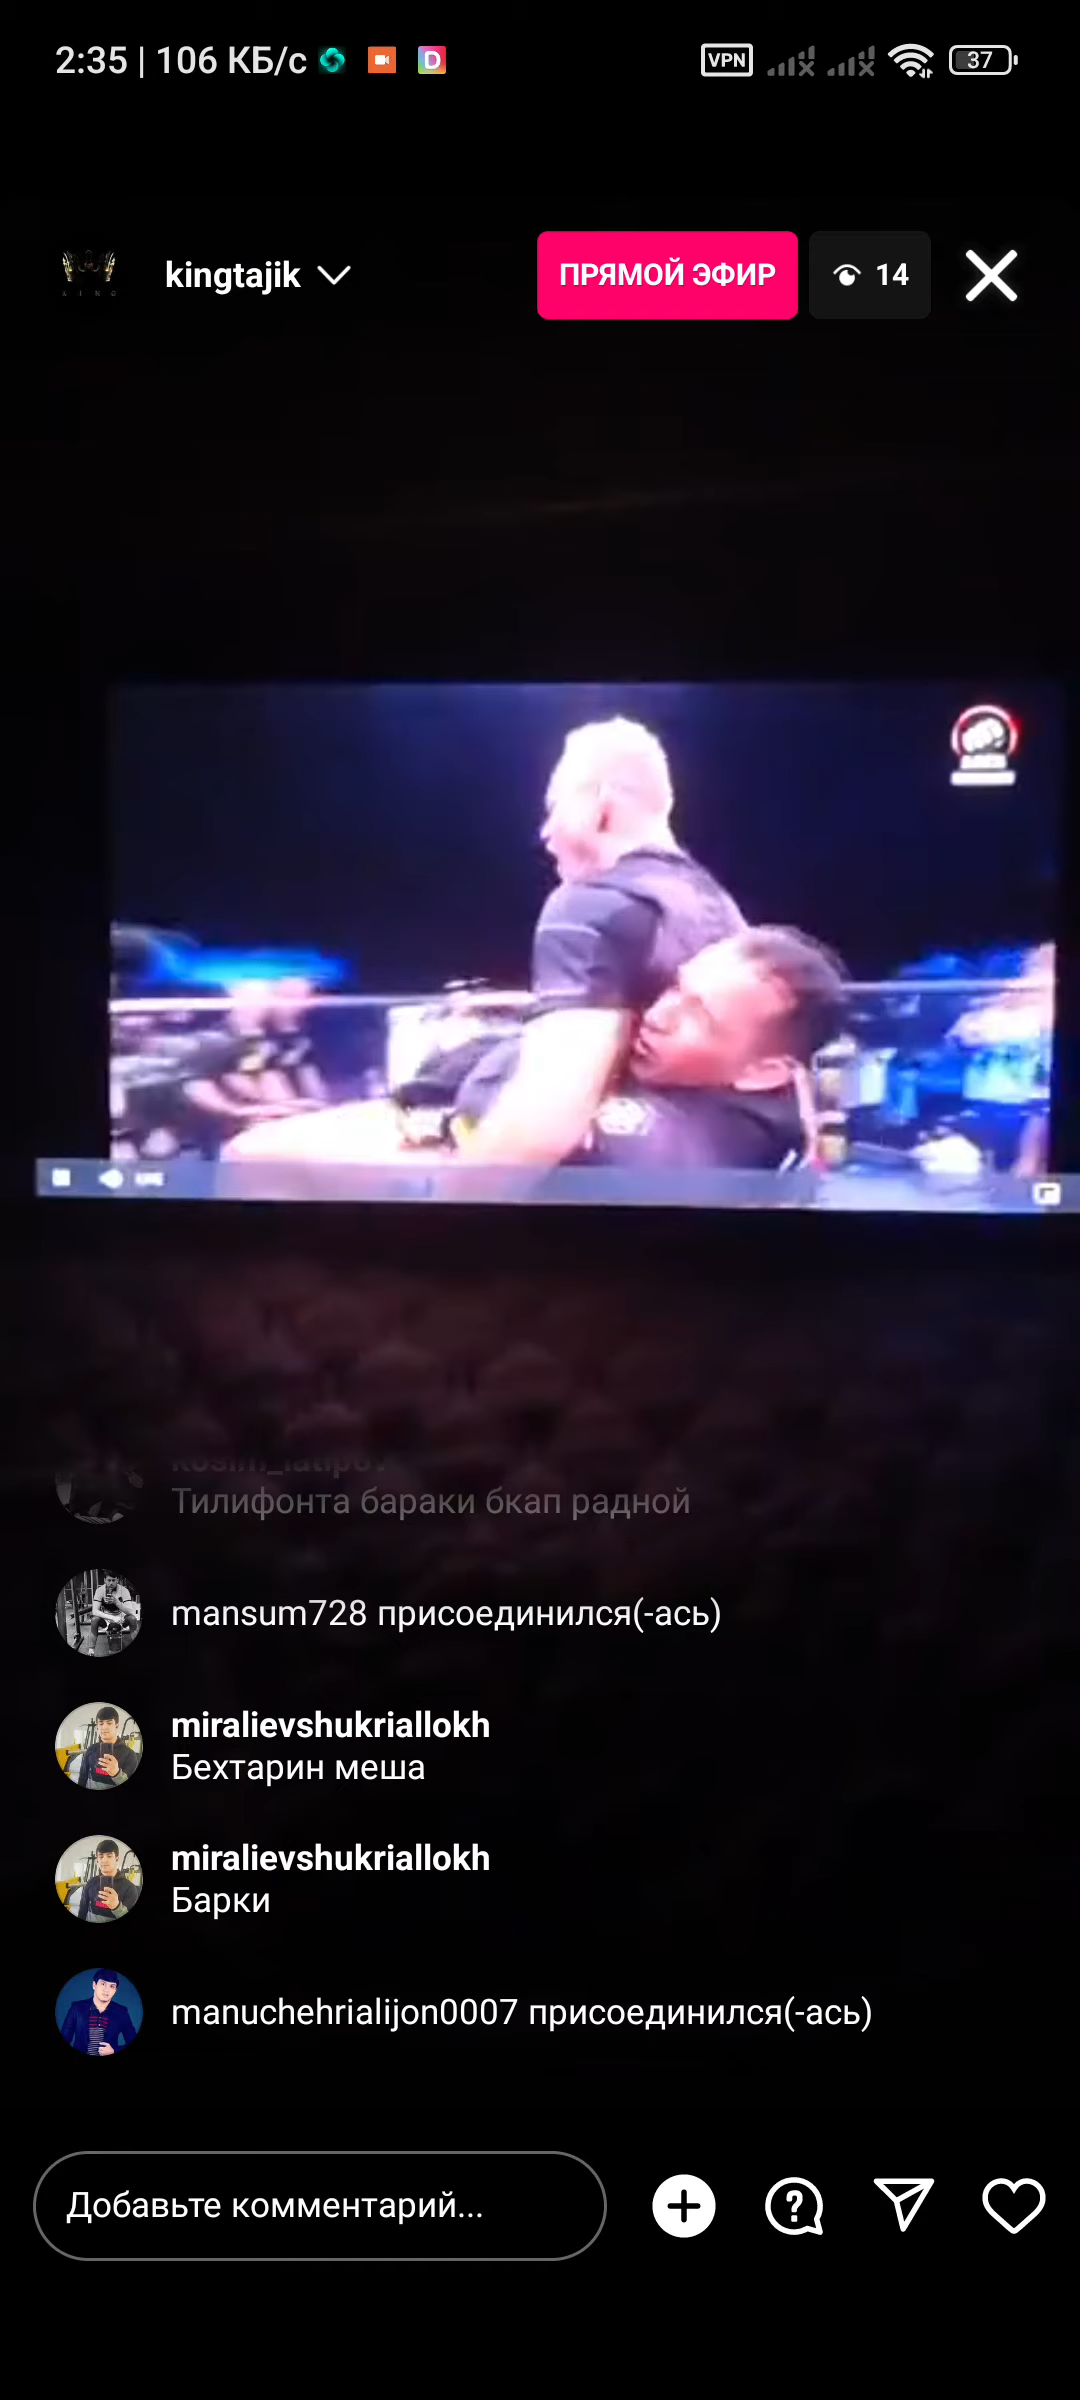 2:35 | 106 КБ/с
VPN
37
kingtajik
ПРЯМОЙ ЭФИР
14
KING
Тилифонта бараки бкап радной
mansum728 присоединился(-ась)
miralievshukriallokh
Бехтарин меша
miralievshukriallokh
Барки
manuchehrialijon0007 присоединился(-ась)
Добавьте комментарий...